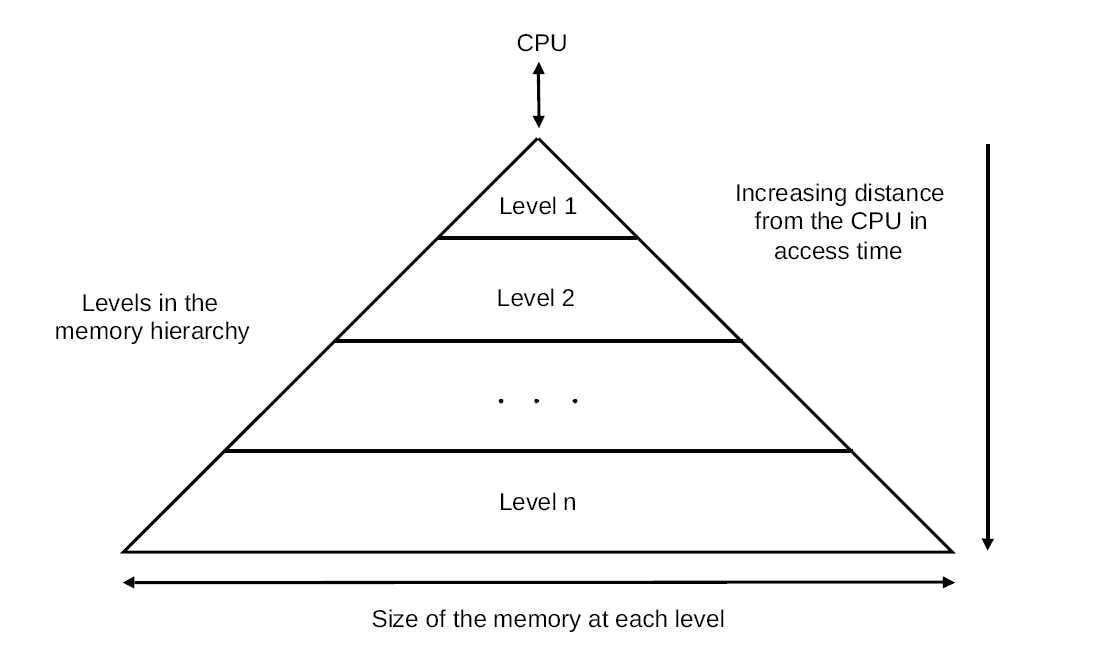 CPU
Level 1
Increasing distance
from the CPU in
access time
Level 2
Levels in the
memory hierarchy
. . .
Level n
Size of the memory at each level